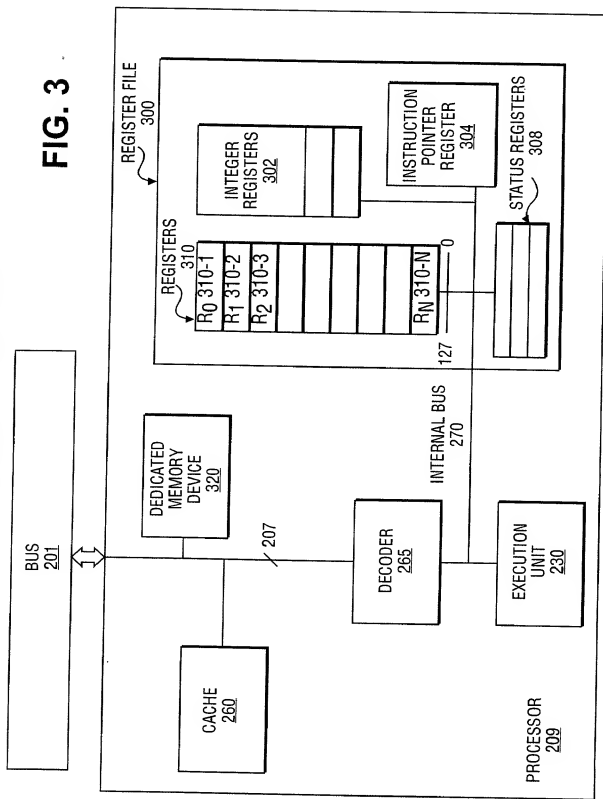 FIG. 3
BUS
201
REGISTER FILE
300
REGISTERS
310
R0 310-1
R1 310-2
R2 310-3
RN 310-N
127
0
INTEGER
REGISTERS
302
INSTRUCTION
POINTER
REGISTER
304
STATUS REGISTERS
308
DEDICATED
MEMORY
DEVICE
320
207
CACHE
260
DECODER
265
INTERNAL BUS
270
EXECUTION
UNIT
230
PROCESSOR
209